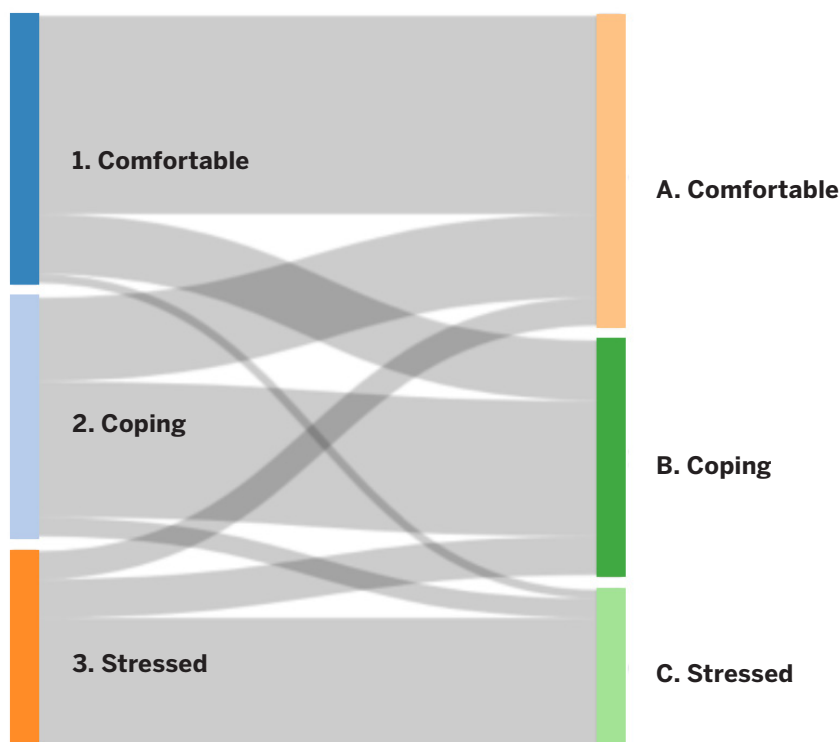 1. Comfortable
A. Comfortable
2. Coping
B. Coping
3. Stressed
C. Stressed